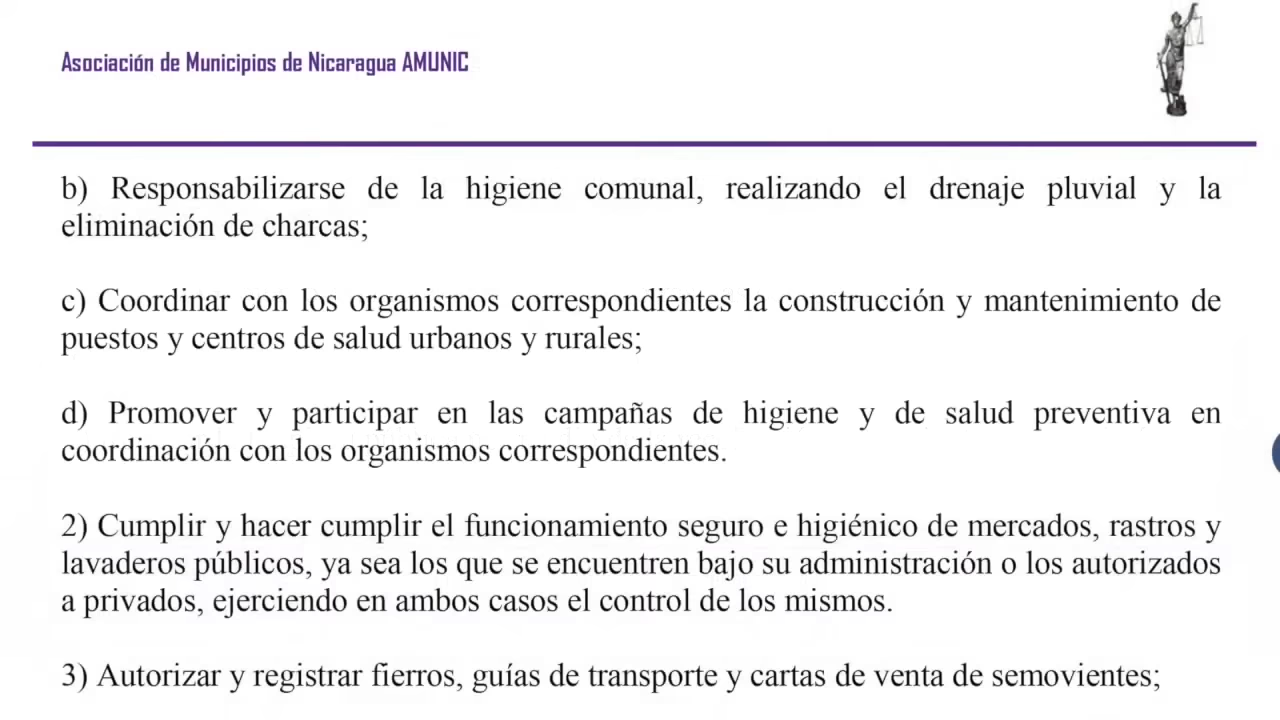 Asociación de Municipios de Nicaragua AMUNIC
b) Responsabilizarse de la higiene comunal, realizando el drenaje pluvial y la
eliminación de charcas;
c) Coordinar con los organismos correspondientes la construcción y mantenimiento de
puestos y centros de salud urbanos y rurales;
d) Promover y participar en las campañas de higiene y de salud preventiva en
coordinación con los organismos correspondientes.
2) Cumplir y hacer cumplir el funcionamiento seguro e higiénico de mercados, rastros y
lavaderos públicos, ya sea los que se encuentren bajo su administración o los autorizados
a privados, ejerciendo en ambos casos el control de los mismos.
3) Autorizar y registrar fierros, guías de transporte y cartas de venta de semovientes;